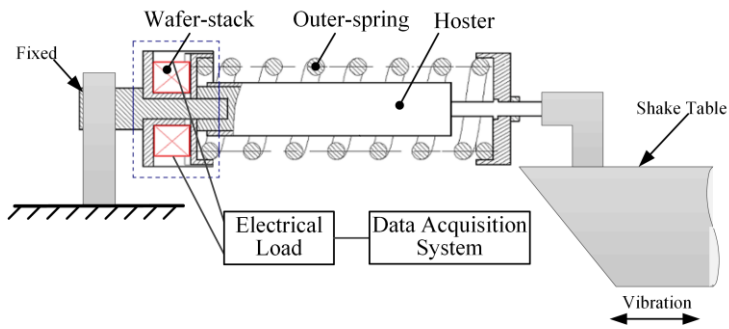 Wafer-stack
Outer-spring
Hoster
Fixed
Shake Table
Electrical
Load
Data Acquisition
System
Vibration